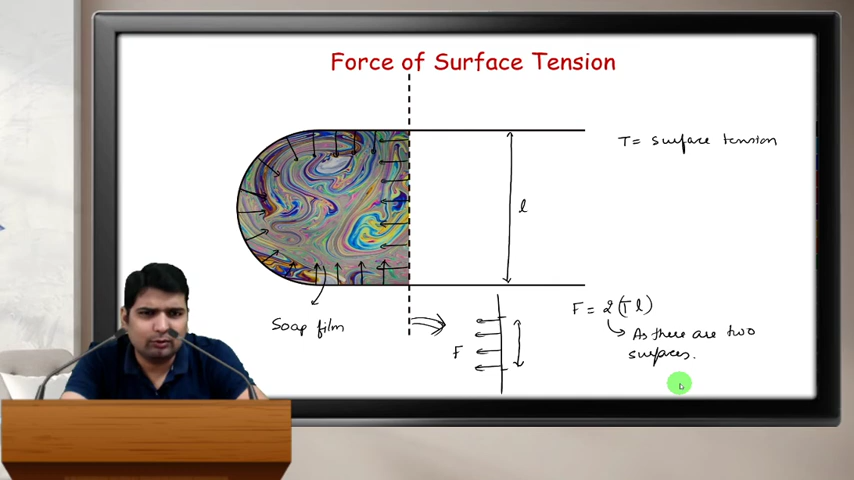 Force of Surface Tension
T = surface tension
l
Soap film
F
F = 2(Tl)
As there are two
surfaces.